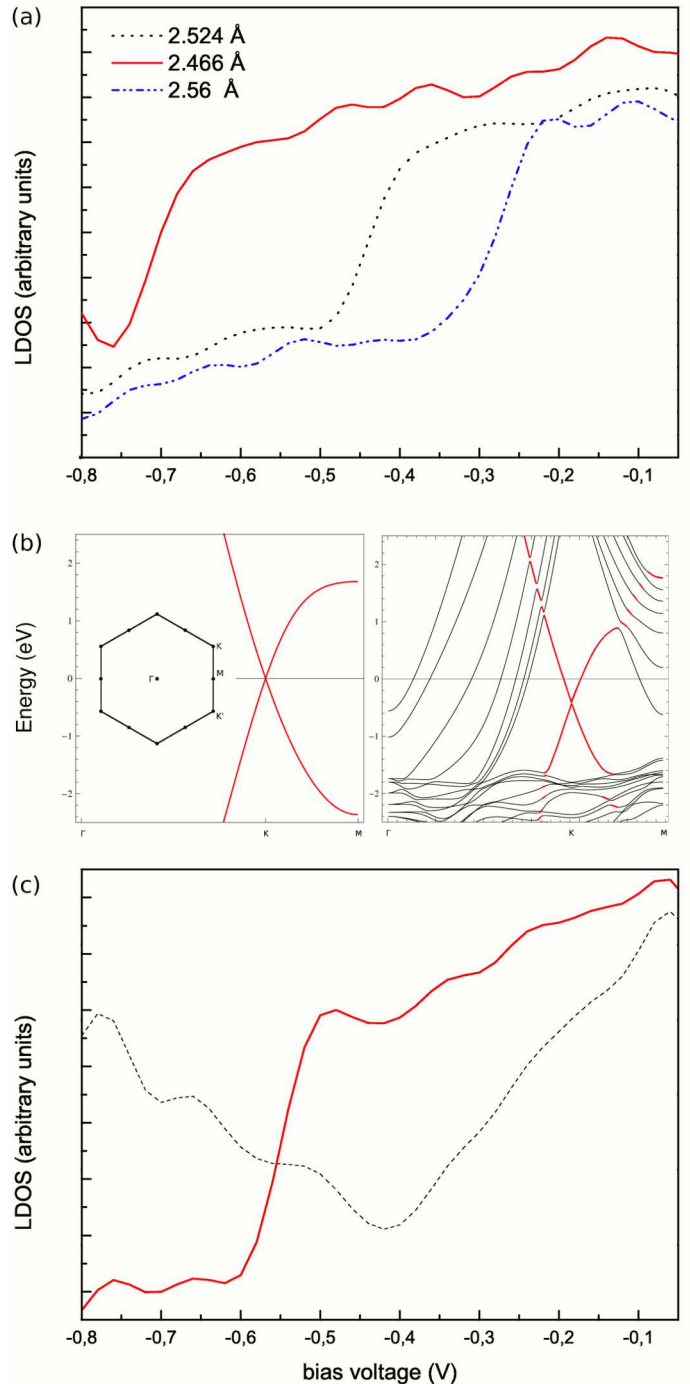 (a)
2.524 Å
2.466 Å
2.56 Å
LDOS (arbitrary units)
-0,8 -0,7 -0,6 -0,5 -0,4 -0,3 -0,2 -0,1
(b)
Energy (eV)
2
1
0
-1
-2
K
M
Γ
K'
Γ K M
2
1
0
-1
-2
Γ K M
(c)
LDOS (arbitrary units)
-0,8 -0,7 -0,6 -0,5 -0,4 -0,3 -0,2 -0,1
bias voltage (V)